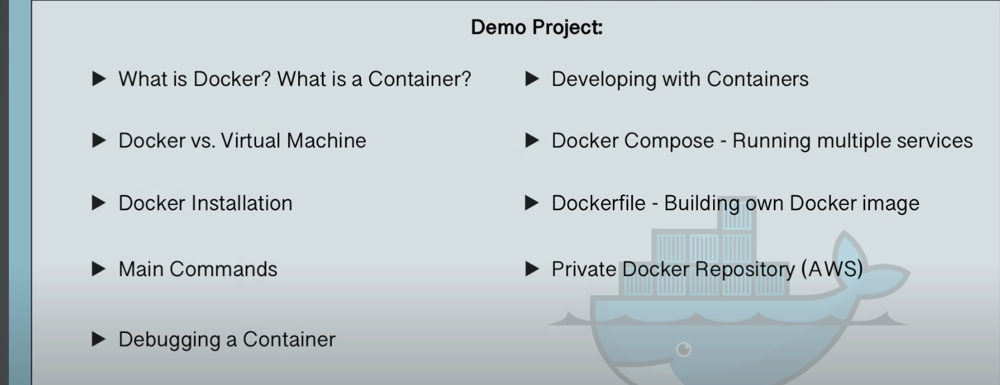 Demo Project:
What is Docker? What is a Container?
Docker vs. Virtual Machine
Docker Installation
Main Commands
Debugging a Container
Developing with Containers
Docker Compose - Running multiple services
Dockerfile - Building own Docker image
Private Docker Repository (AWS)